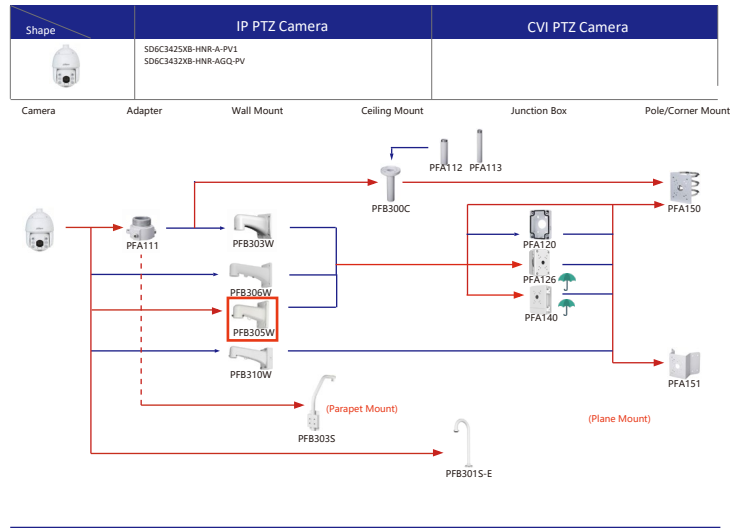 Shape
IP PTZ Camera
CVI PTZ Camera
SD6C3425XB-HNR-A-PV1
SD6C3432XB-HNR-AGQ-PV
Camera
Adapter
Wall Mount
Ceiling Mount
Junction Box
Pole/Corner Mount
PFA112
PFA113
PFB300C
PFA150
PFA111
PFB303W
PFA120
PFB306W
PFA126
PFB305W
PFA140
PFB310W
PFA151
(Parapet Mount)
(Plane Mount)
PFB303S
PFB301S-E